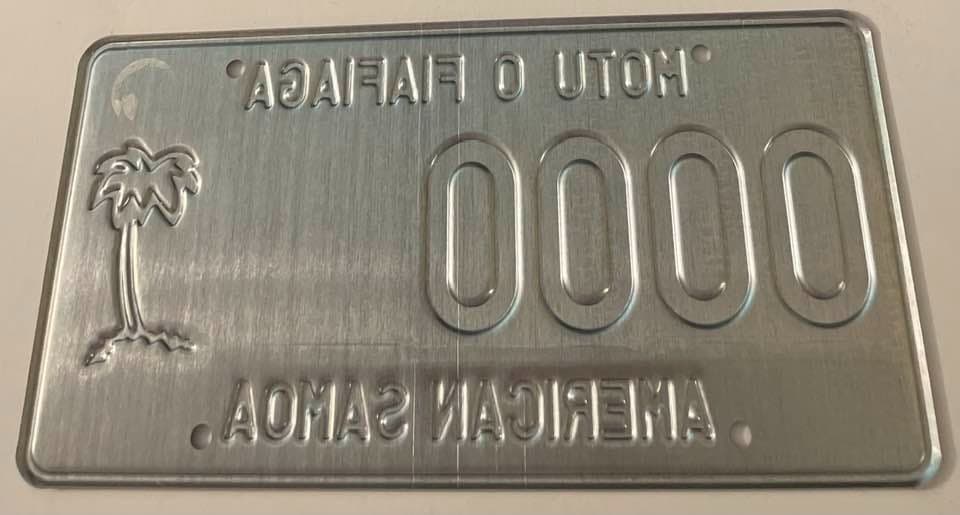 MOTU O FIAFIAGA
0000
AMERICAN SAMOA